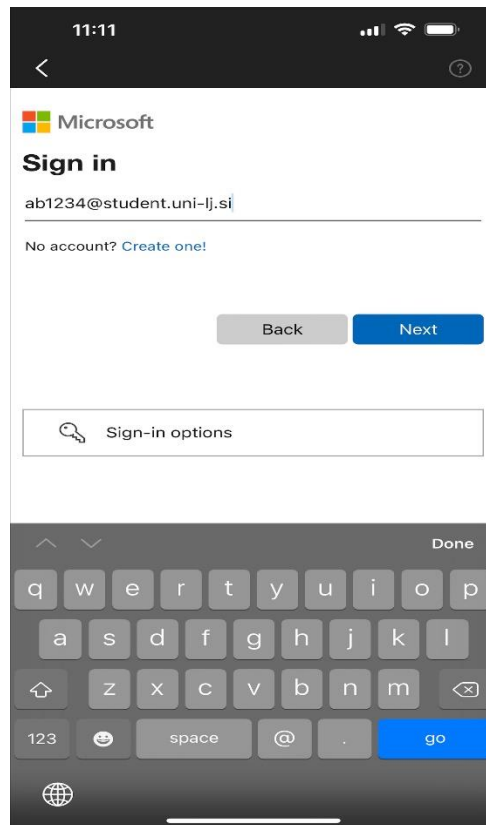 11:11
Microsoft
Sign in
ab1234@student.uni-lj.si
No account? Create one!
Back Next
Sign-in options
Done
q w e r t y u i o p
a s d f g h j k l
z x c v b n m
123 space @ . go